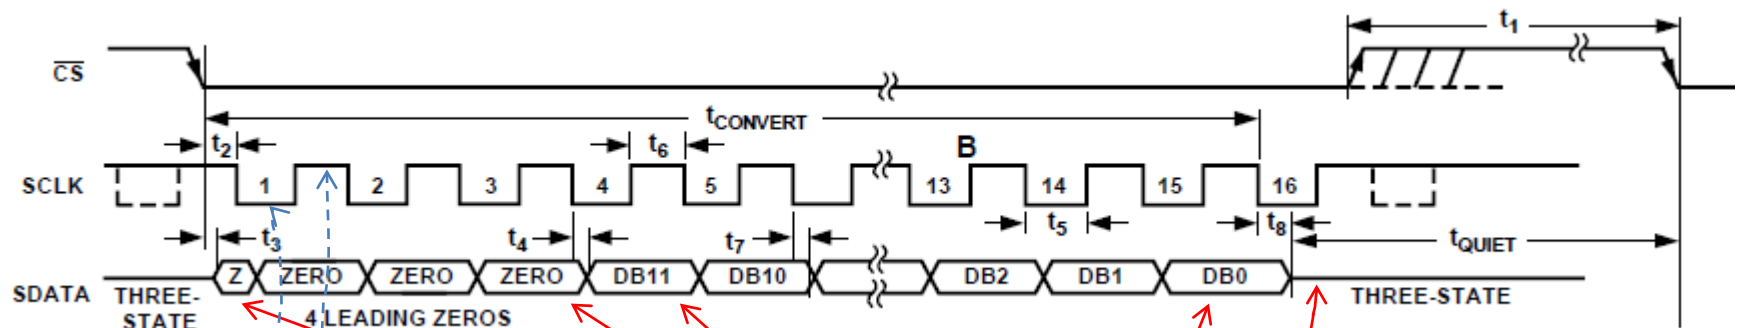 t1
CS
tCONVERT
t2
t6
B
SCLK
1 2 3 4 5 13 14 15 16
t3
t4
t7
t5
t8
tQUIET
SDATA
Z ZERO ZERO ZERO DB11 DB10 DB2 DB1 DB0
THREE-
STATE
4 LEADING ZEROS
THREE-STATE